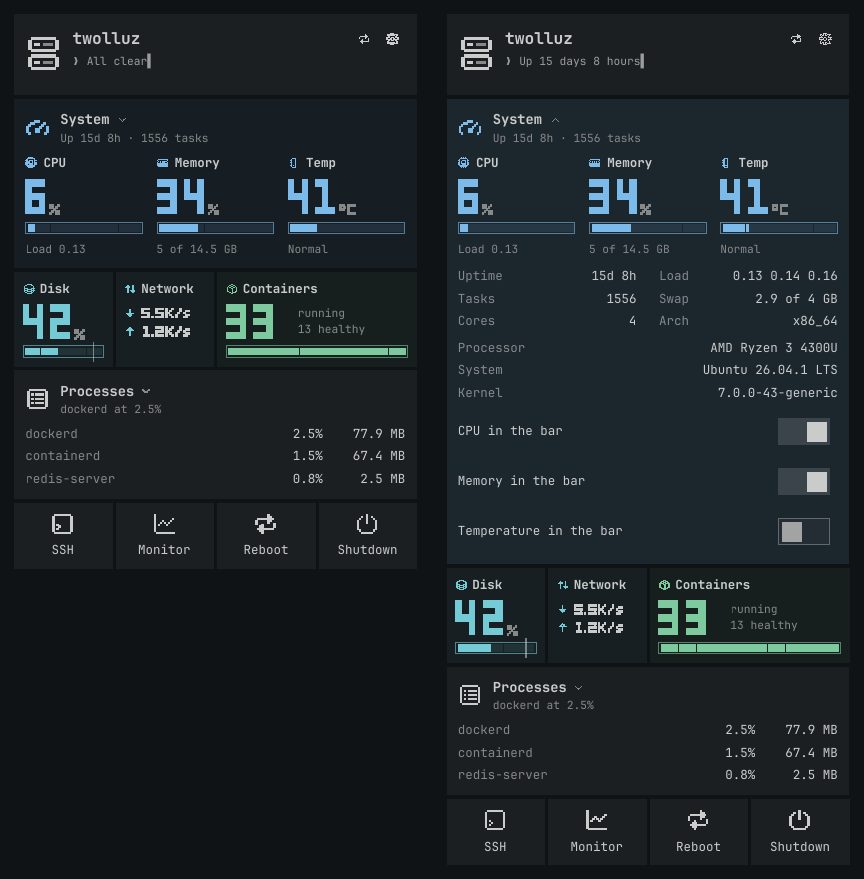 twolluz
❫ All clear
System
Up 15d 8h · 1556 tasks
CPU Memory Temp
6% 34% 41°C
Load 0.13 5 of 14.5 GB Normal
Disk Network Containers
42% 5.5K/s 33 running
1.2K/s 13 healthy
Processes
dockerd at 2.5%
dockerd 2.5% 77.9 MB
containerd 1.5% 67.4 MB
redis-server 0.8% 2.5 MB
SSH Monitor Reboot Shutdown
twolluz
❫ Up 15 days 8 hours
System
Up 15d 8h · 1556 tasks
CPU Memory Temp
6% 34% 41°C
Load 0.13 5 of 14.5 GB Normal
Uptime 15d 8h Load 0.13 0.14 0.16
Tasks 1556 Swap 2.9 of 4 GB
Cores 4 Arch x86_64
Processor AMD Ryzen 3 4300U
System Ubuntu 26.04.1 LTS
Kernel 7.0.0-43-generic
CPU in the bar
Memory in the bar
Temperature in the bar
Disk Network Containers
42% 5.5K/s 33 running
1.2K/s 13 healthy
Processes
dockerd at 2.5%
dockerd 2.5% 77.9 MB
containerd 1.5% 67.4 MB
redis-server 0.8% 2.5 MB
SSH Monitor Reboot Shutdown